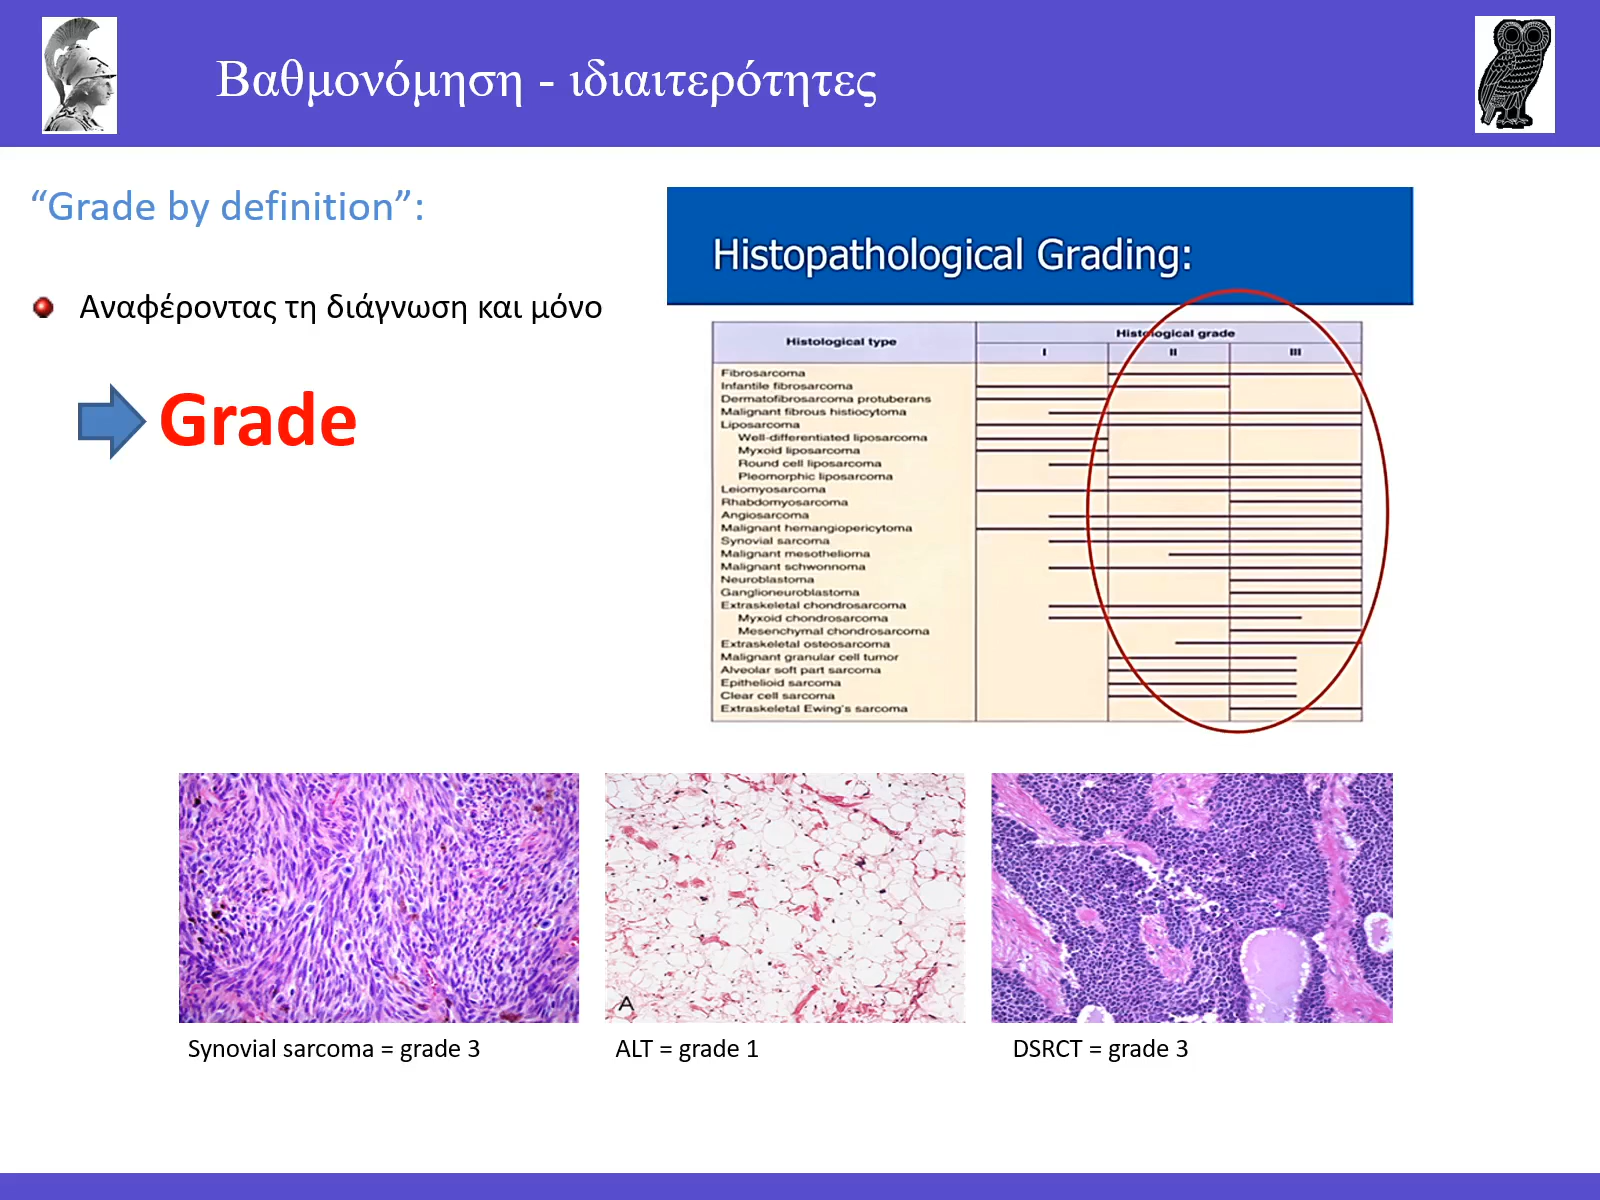 Βαθμονόμηση - ιδιαιτερότητες
“Grade by definition”:
Αναφέροντας τη διάγνωση και μόνο
Grade
Histopathological Grading:
Histological type
Histological grade
I II III
Fibrosarcoma
Infantile fibrosarcoma
Dermatofibrosarcoma protuberans
Malignant fibrous histiocytoma
Liposarcoma
Well-differentiated liposarcoma
Myxoid liposarcoma
Round cell liposarcoma
Pleomorphic liposarcoma
Leiomyosarcoma
Rhabdomyosarcoma
Angiosarcoma
Malignant hemangiopericytoma
Synovial sarcoma
Malignant mesothelioma
Malignant schwonnoma
Neuroblastoma
Ganglioneuroblastoma
Extraskeletal chondrosarcoma
Myxoid chondrosarcoma
Mesenchymal chondrosarcoma
Extraskeletal osteosarcoma
Malignant granular cell tumor
Alveolar soft part sarcoma
Epithelioid sarcoma
Clear cell sarcoma
Extraskeletal Ewing's sarcoma
A
Synovial sarcoma = grade 3
ALT = grade 1
DSRCT = grade 3